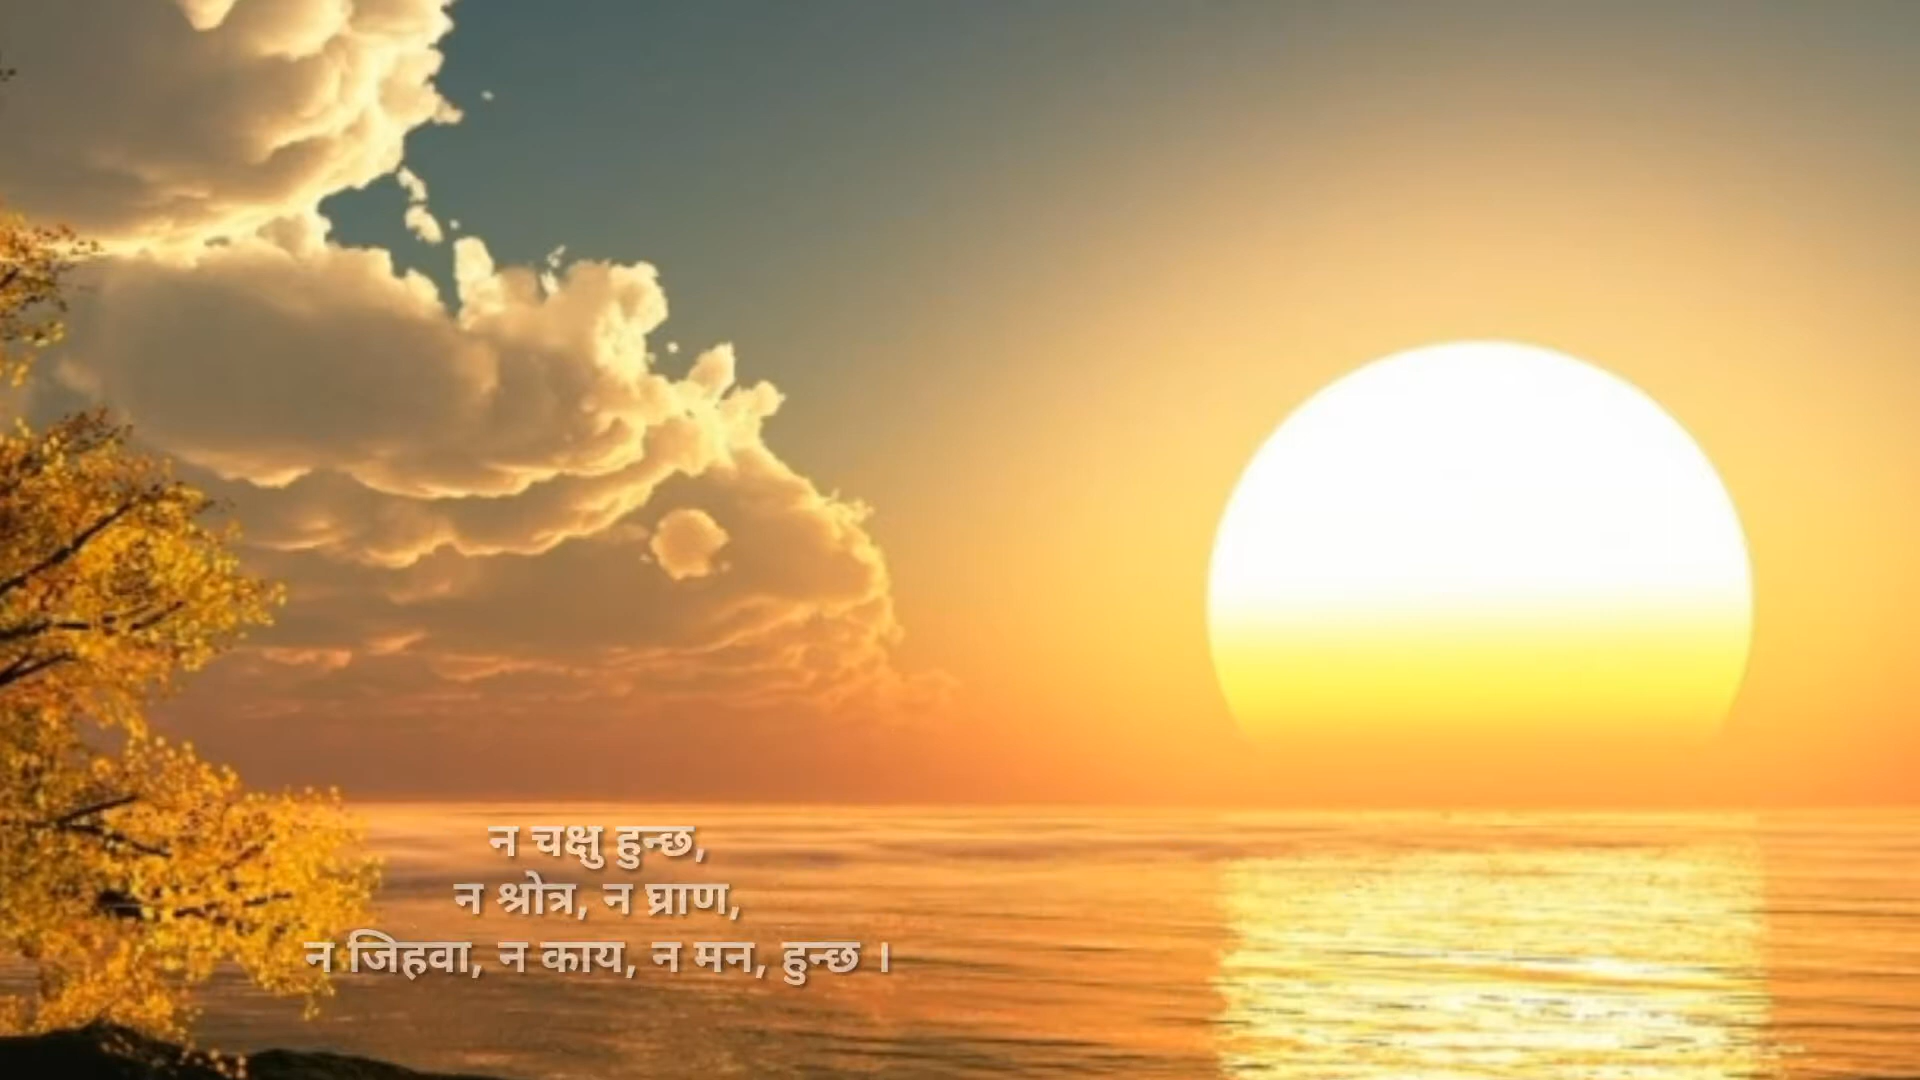 न चक्षु हुन्छ,
न श्रोत्र, न घ्राण,
न जिहवा, न काय, न मन, हुन्छ ।